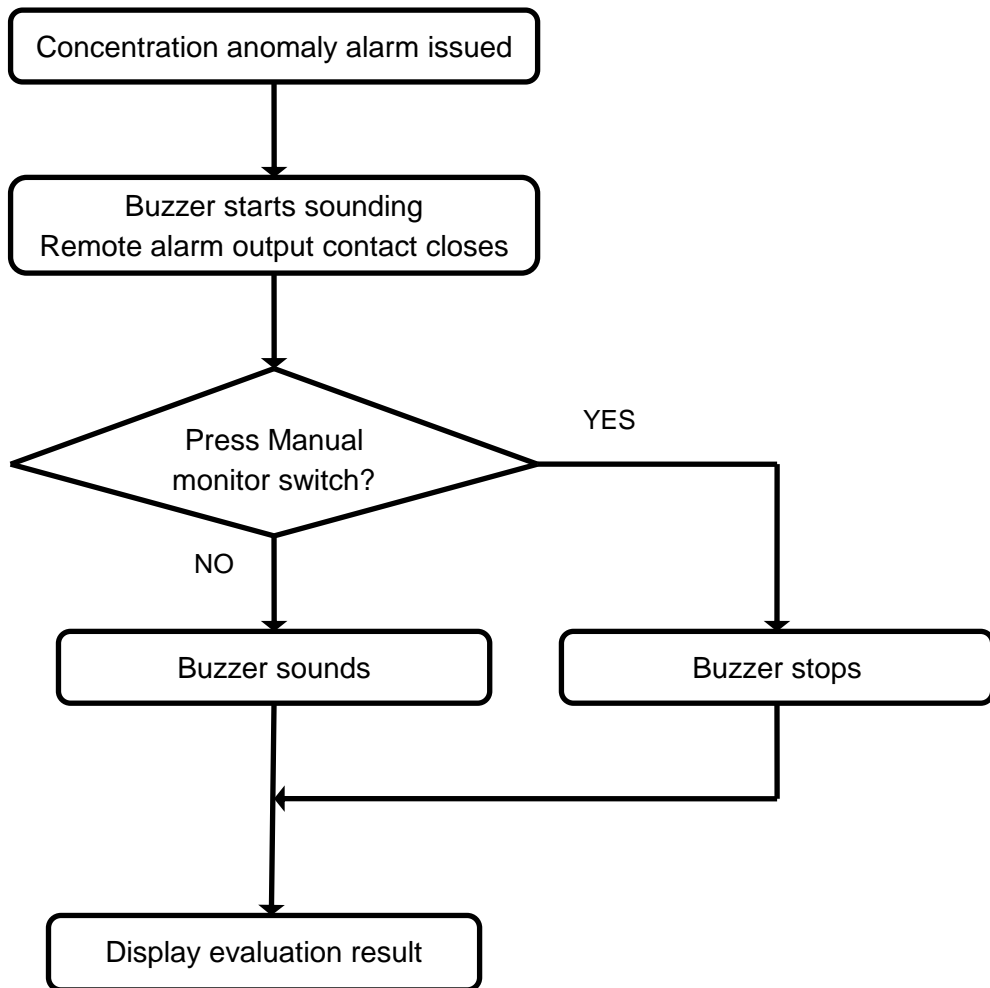 Concentration anomaly alarm issued
Buzzer starts sounding
Remote alarm output contact closes
Press Manual
monitor switch?
YES
NO
Buzzer sounds
Buzzer stops
Display evaluation result